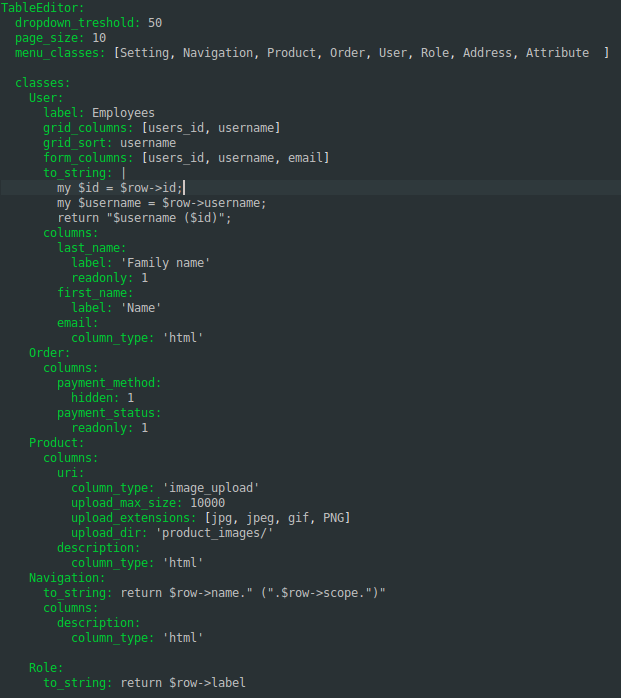 TableEditor:
  dropdown_treshold: 50
  page_size: 10
  menu_classes: [Setting, Navigation, Product, Order, User, Role, Address, Attribute  ]

  classes:
    User:
      label: Employees
      grid_columns: [users_id, username]
      grid_sort: username
      form_columns: [users_id, username, email]
      to_string: |
        my $id = $row->id;
        my $username = $row->username;
        return "$username ($id)";
      columns:
        last_name:
          label: 'Family name'
          readonly: 1
        first_name:
          label: 'Name'
        email:
          column_type: 'html'
    Order:
      columns:
        payment_method:
          hidden: 1
        payment_status:
          readonly: 1
    Product:
      columns:
        uri:
          column_type: 'image_upload'
          upload_max_size: 10000
          upload_extensions: [jpg, jpeg, gif, PNG]
          upload_dir: 'product_images/'
        description:
          column_type: 'html'
    Navigation:
      to_string: return $row->name." (".$row->scope.")"
      columns:
        description:
          column_type: 'html'

    Role:
      to_string: return $row->label